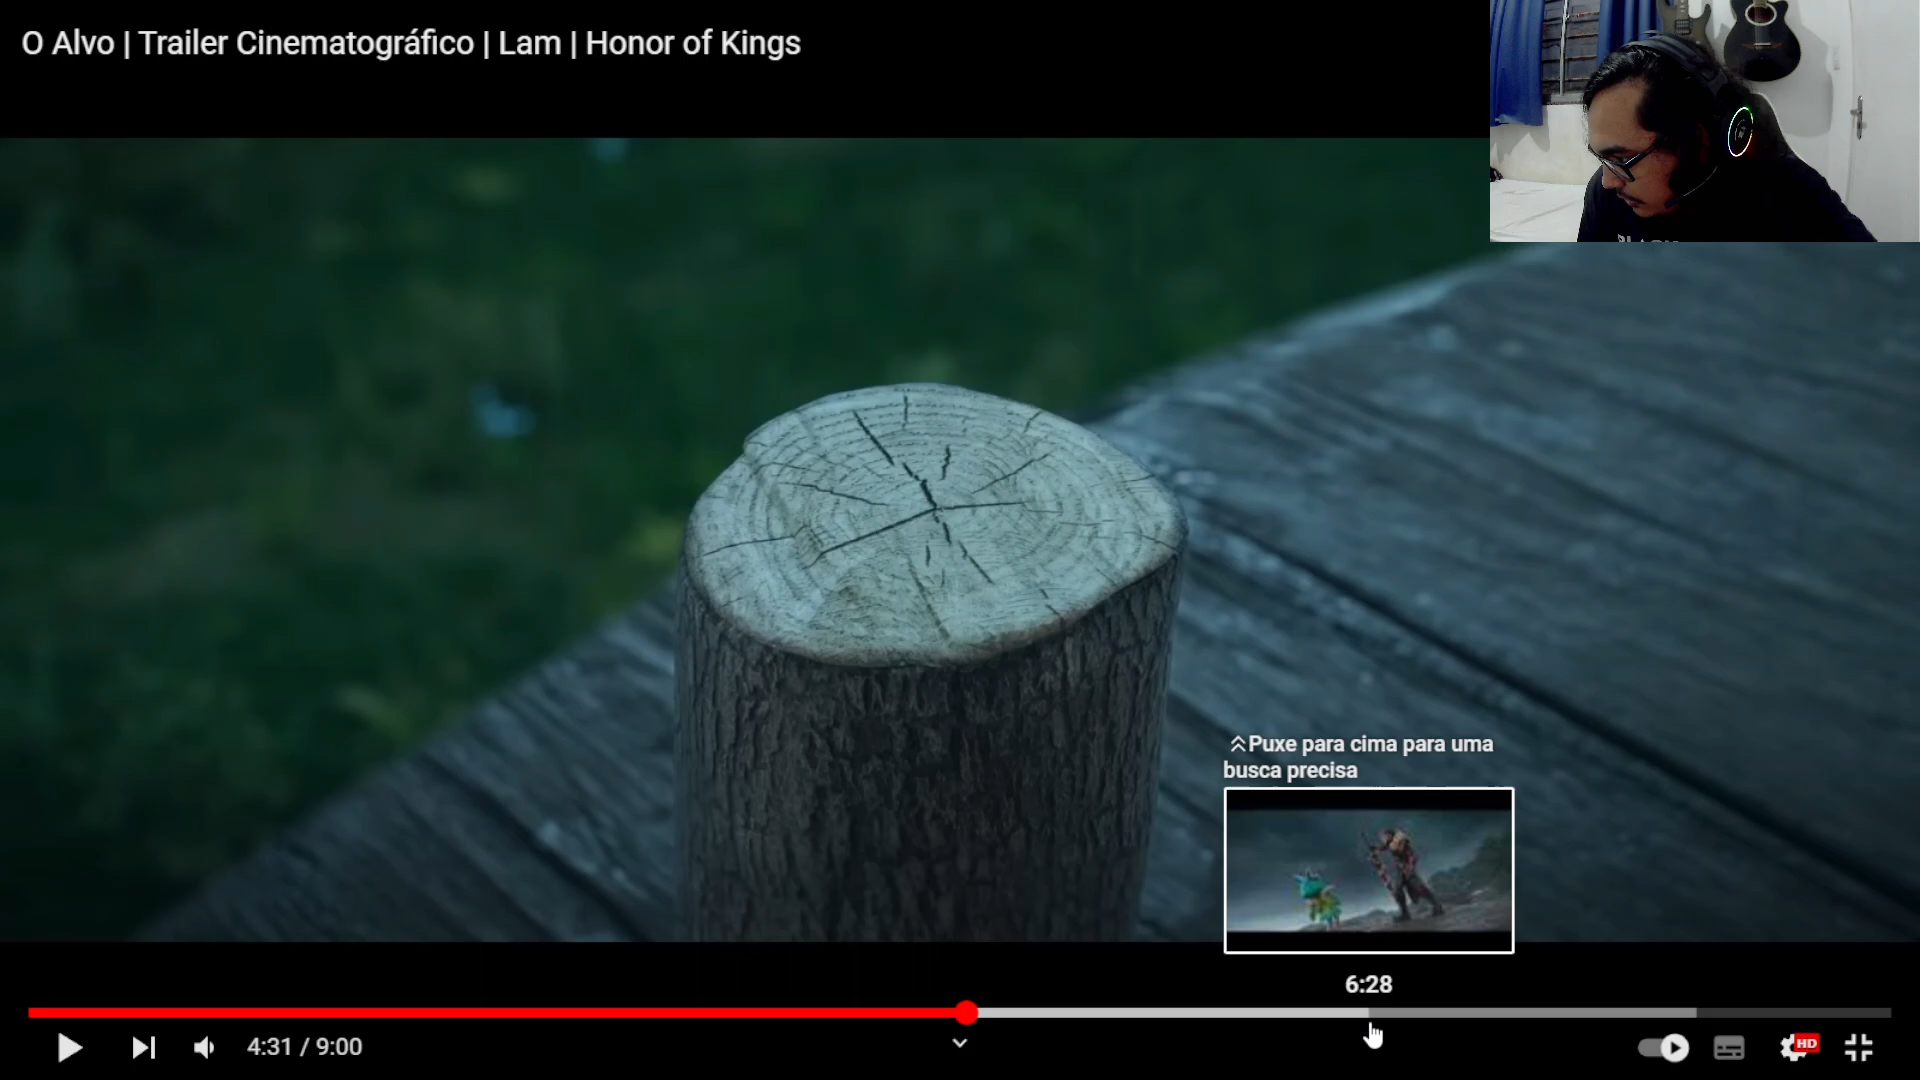 O Alvo | Trailer Cinematográfico | Lam | Honor of Kings
Puxe para cima para uma
busca precisa
6:28
4:31 / 9:00
HD